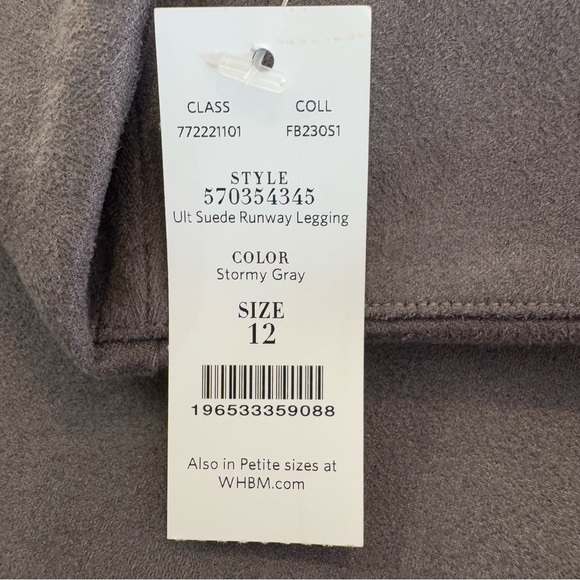 CLASS COLL
772221101 FB230S1
STYLE
570354345
Ult Suede Runway Legging
COLOR
Stormy Gray
SIZE
12
196533359088
Also in Petite sizes at
WHBM.com